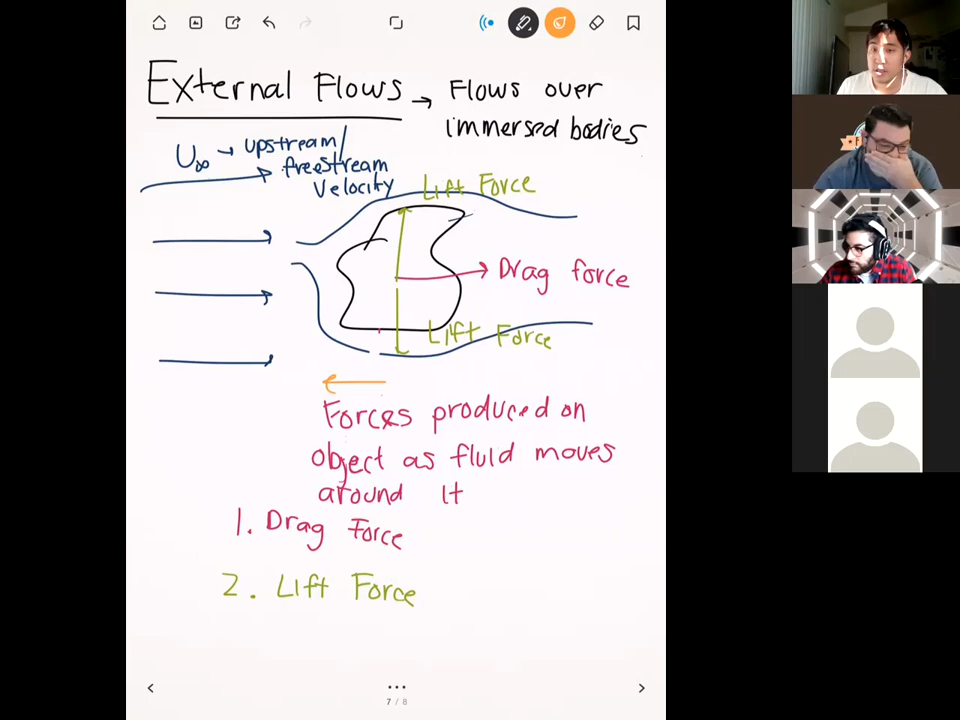 External Flows → Flows over
immersed bodies
U∞ → upstream/
freestream
Velocity
Lift Force
Drag force
Lift Force
Forces produced on
object as fluid moves
around it
1. Drag Force
2. Lift Force
7 / 8